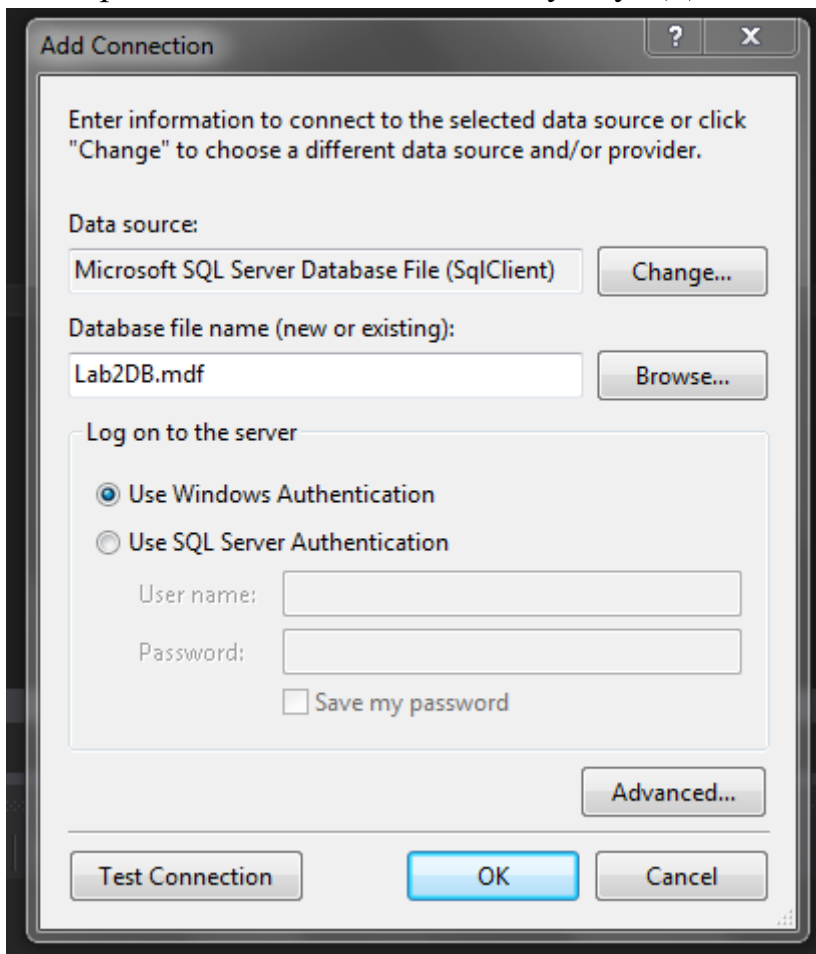 Add Connection
? x
Enter information to connect to the selected data source or click
"Change" to choose a different data source and/or provider.
Data source:
Microsoft SQL Server Database File (SqlClient)
Change...
Database file name (new or existing):
Lab2DB.mdf
Browse...
Log on to the server
Use Windows Authentication
Use SQL Server Authentication
User name:
Password:
Save my password
Advanced...
Test Connection
OK
Cancel